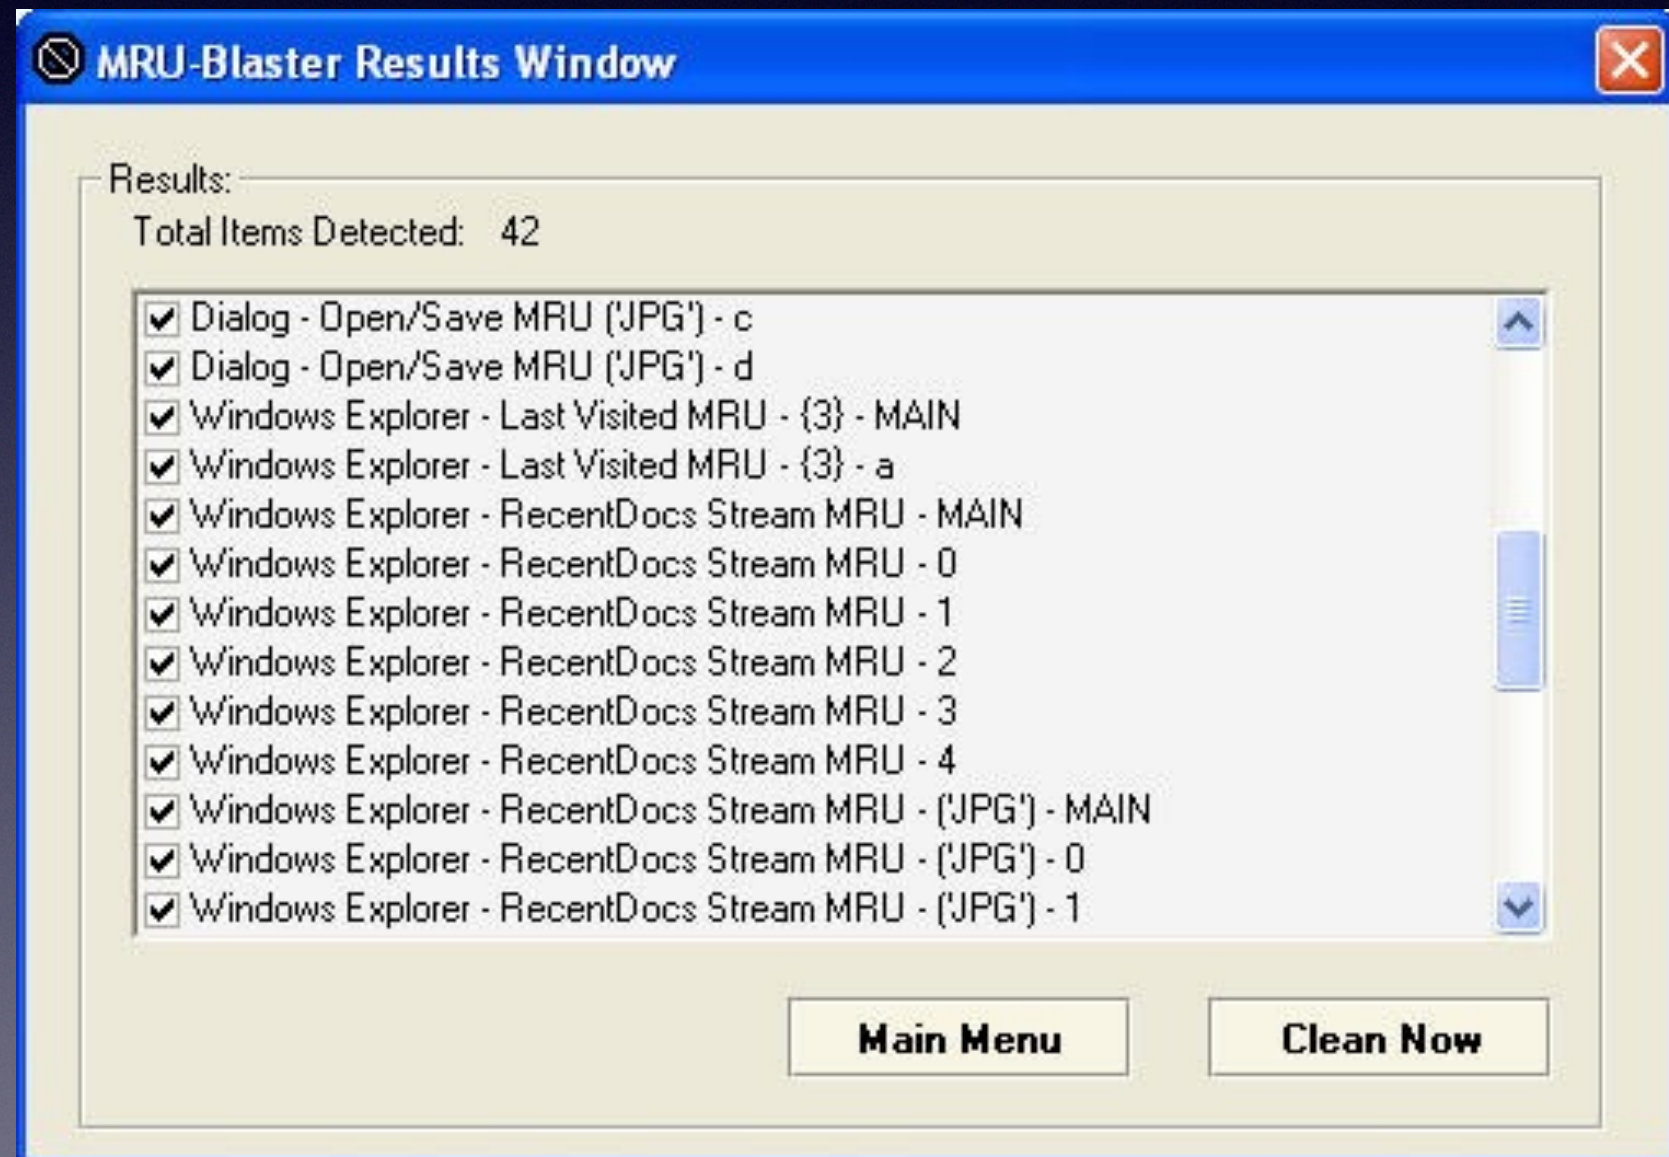 MRU-Blaster Results Window
Results:
Total Items Detected: 42
Dialog - Open/Save MRU ('JPG') - c
Dialog - Open/Save MRU ('JPG') - d
Windows Explorer - Last Visited MRU - {3} - MAIN
Windows Explorer - Last Visited MRU - {3} - a
Windows Explorer - RecentDocs Stream MRU - MAIN
Windows Explorer - RecentDocs Stream MRU - 0
Windows Explorer - RecentDocs Stream MRU - 1
Windows Explorer - RecentDocs Stream MRU - 2
Windows Explorer - RecentDocs Stream MRU - 3
Windows Explorer - RecentDocs Stream MRU - 4
Windows Explorer - RecentDocs Stream MRU - ('JPG') - MAIN
Windows Explorer - RecentDocs Stream MRU - ('JPG') - 0
Windows Explorer - RecentDocs Stream MRU - ('JPG') - 1
Main Menu Clean Now